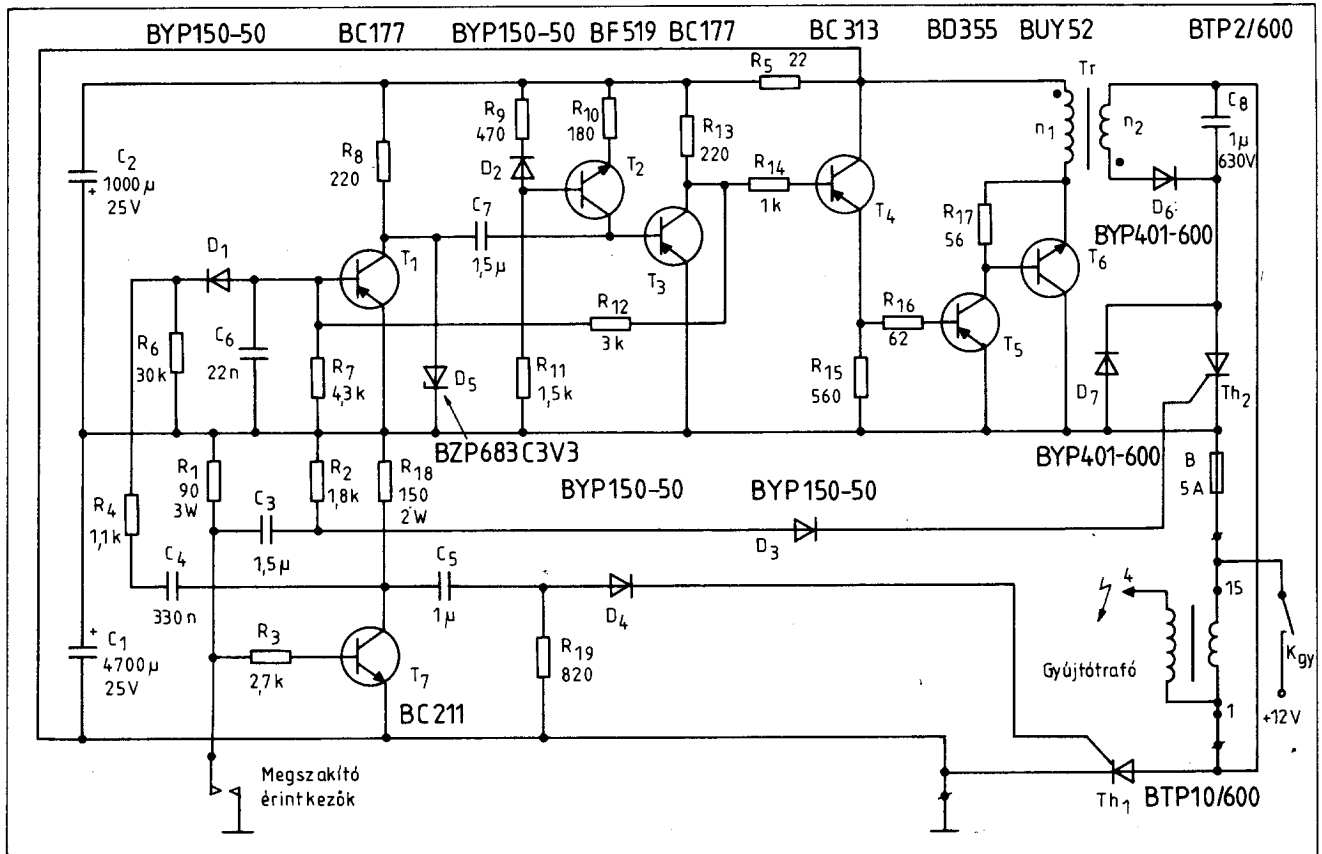 BYP150-50 BC177 BYP150-50 BF519 BC177 BC313 BD355 BUY52 BTP2/600
R5 22
Tr
C8
1µ
630V
R9
470
R10
180
R13
220
n1
n2
C2
1000µ
25V
R8
220
D2
T2
R14
1k
T4
D6
BYP401-600
C7
1,5µ
R17
56
T6
D1
T1
T3
R12
3k
R16
62
T5
R6
30k
C6
22n
R7
4,3k
D5
R11
1,5k
R15
560
D7
Th2
BZP683C3V3
BYP401-600
R1
90
3W
R2
1,8k
R18
150
2W
BYP150-50 BYP150-50
B
5A
R4
1,1k
C3
1,5µ
D3
C4
330n
C5
1µ
D4
4
15
C1
4700µ
25V
R3
2,7k
T7
R19
820
Gyújtótrafó
Kgy
BC211
1
+12V
Megszakító
érintkezők
Th1
BTP10/600